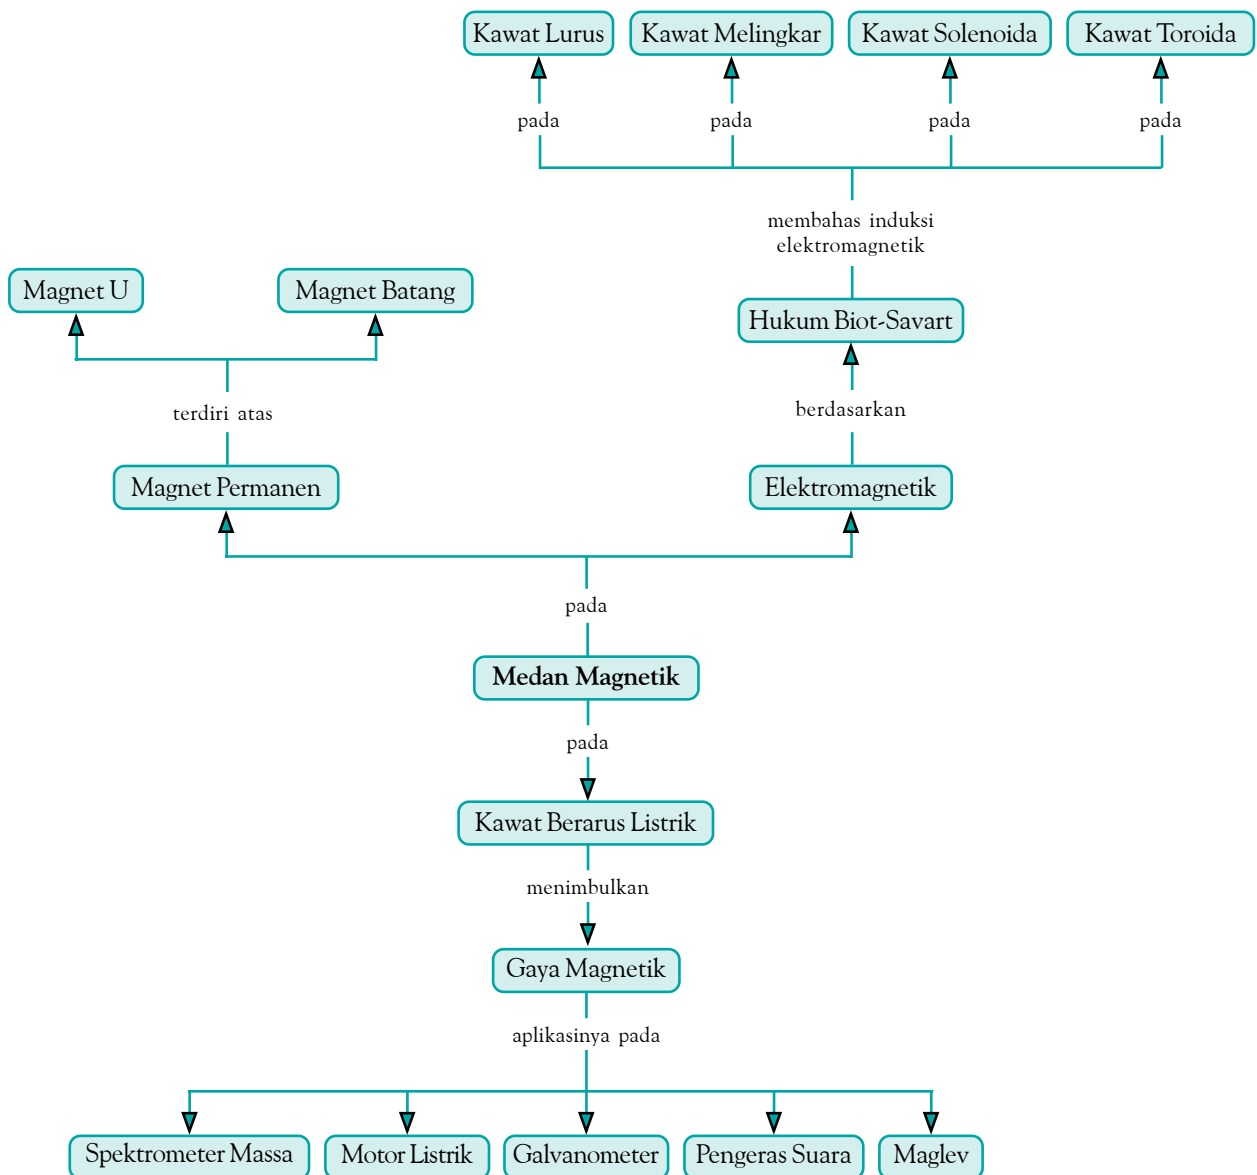 Kawat Lurus
Kawat Melingkar
Kawat Solenoida
Kawat Toroida
pada
pada
pada
pada
membahas induksi
elektromagnetik
Magnet U
Magnet Batang
Hukum Biot-Savart
terdiri atas
berdasarkan
Magnet Permanen
Elektromagnetik
pada
Medan Magnetik
pada
Kawat Berarus Listrik
menimbulkan
Gaya Magnetik
aplikasinya pada
Spektrometer Massa
Motor Listrik
Galvanometer
Pengeras Suara
Maglev